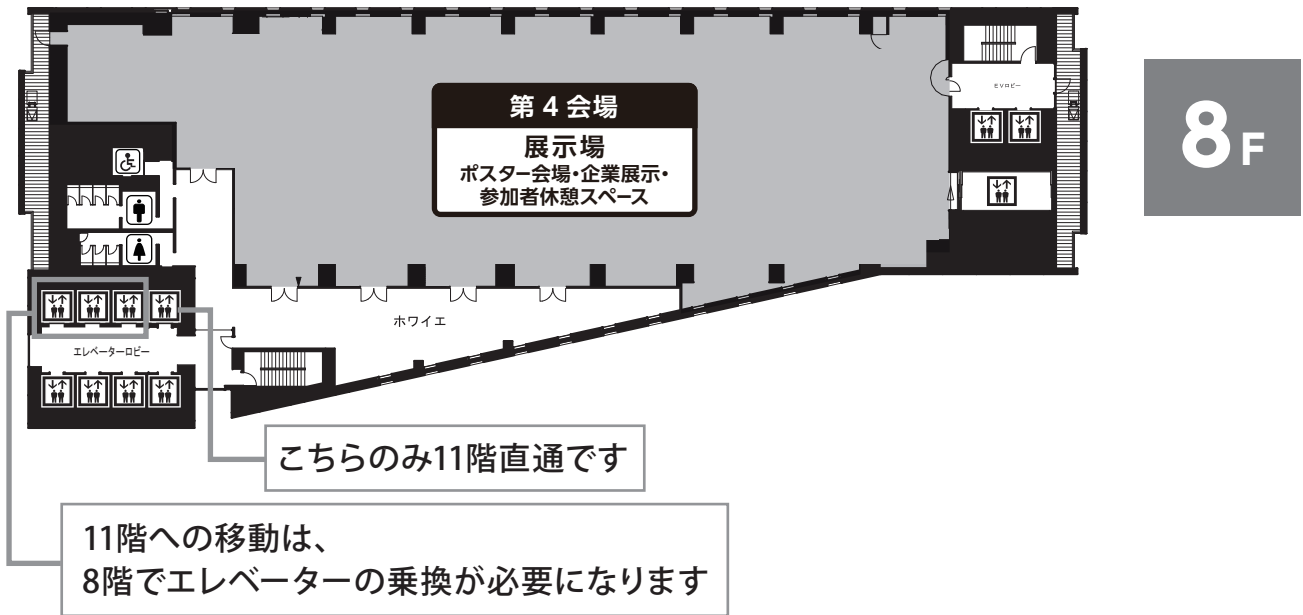 第4会場
展示場
ポスター会場・企業展示・
参加者休憩スペース
EVロビー
8F
ホワイエ
エレベーターロビー
こちらのみ11階直通です
11階への移動は、
8階でエレベーターの乗換が必要になります